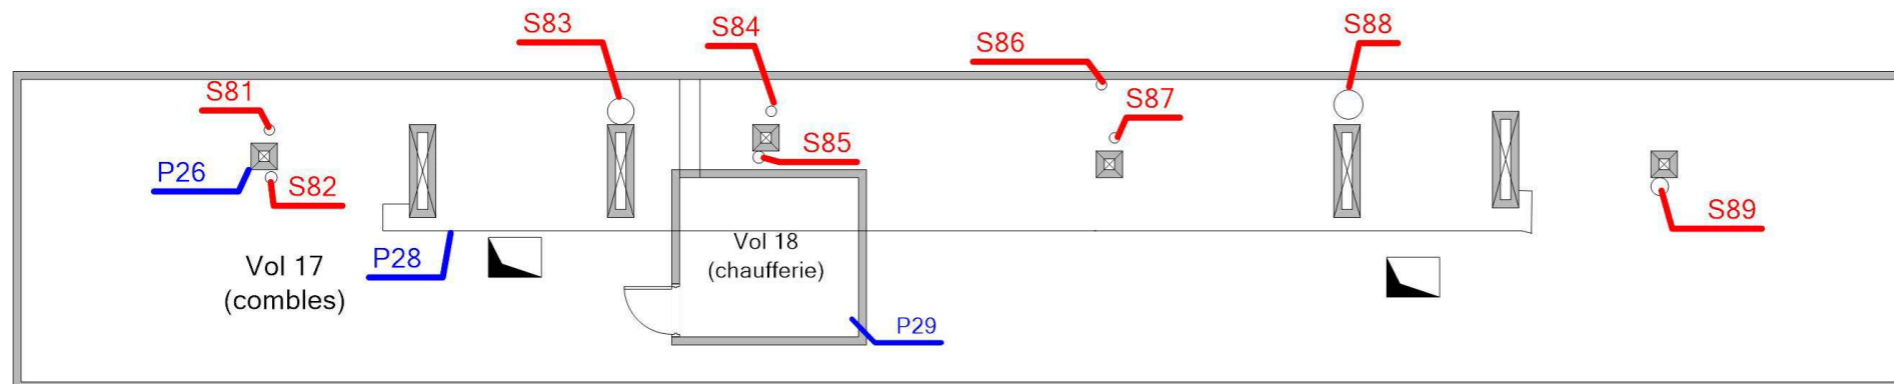 S83
S84
S88
S86
S81
S87
S85
P26
S82
S89
Vol 18
(chaufferie)
P28
Vol 17
(combles)
P29